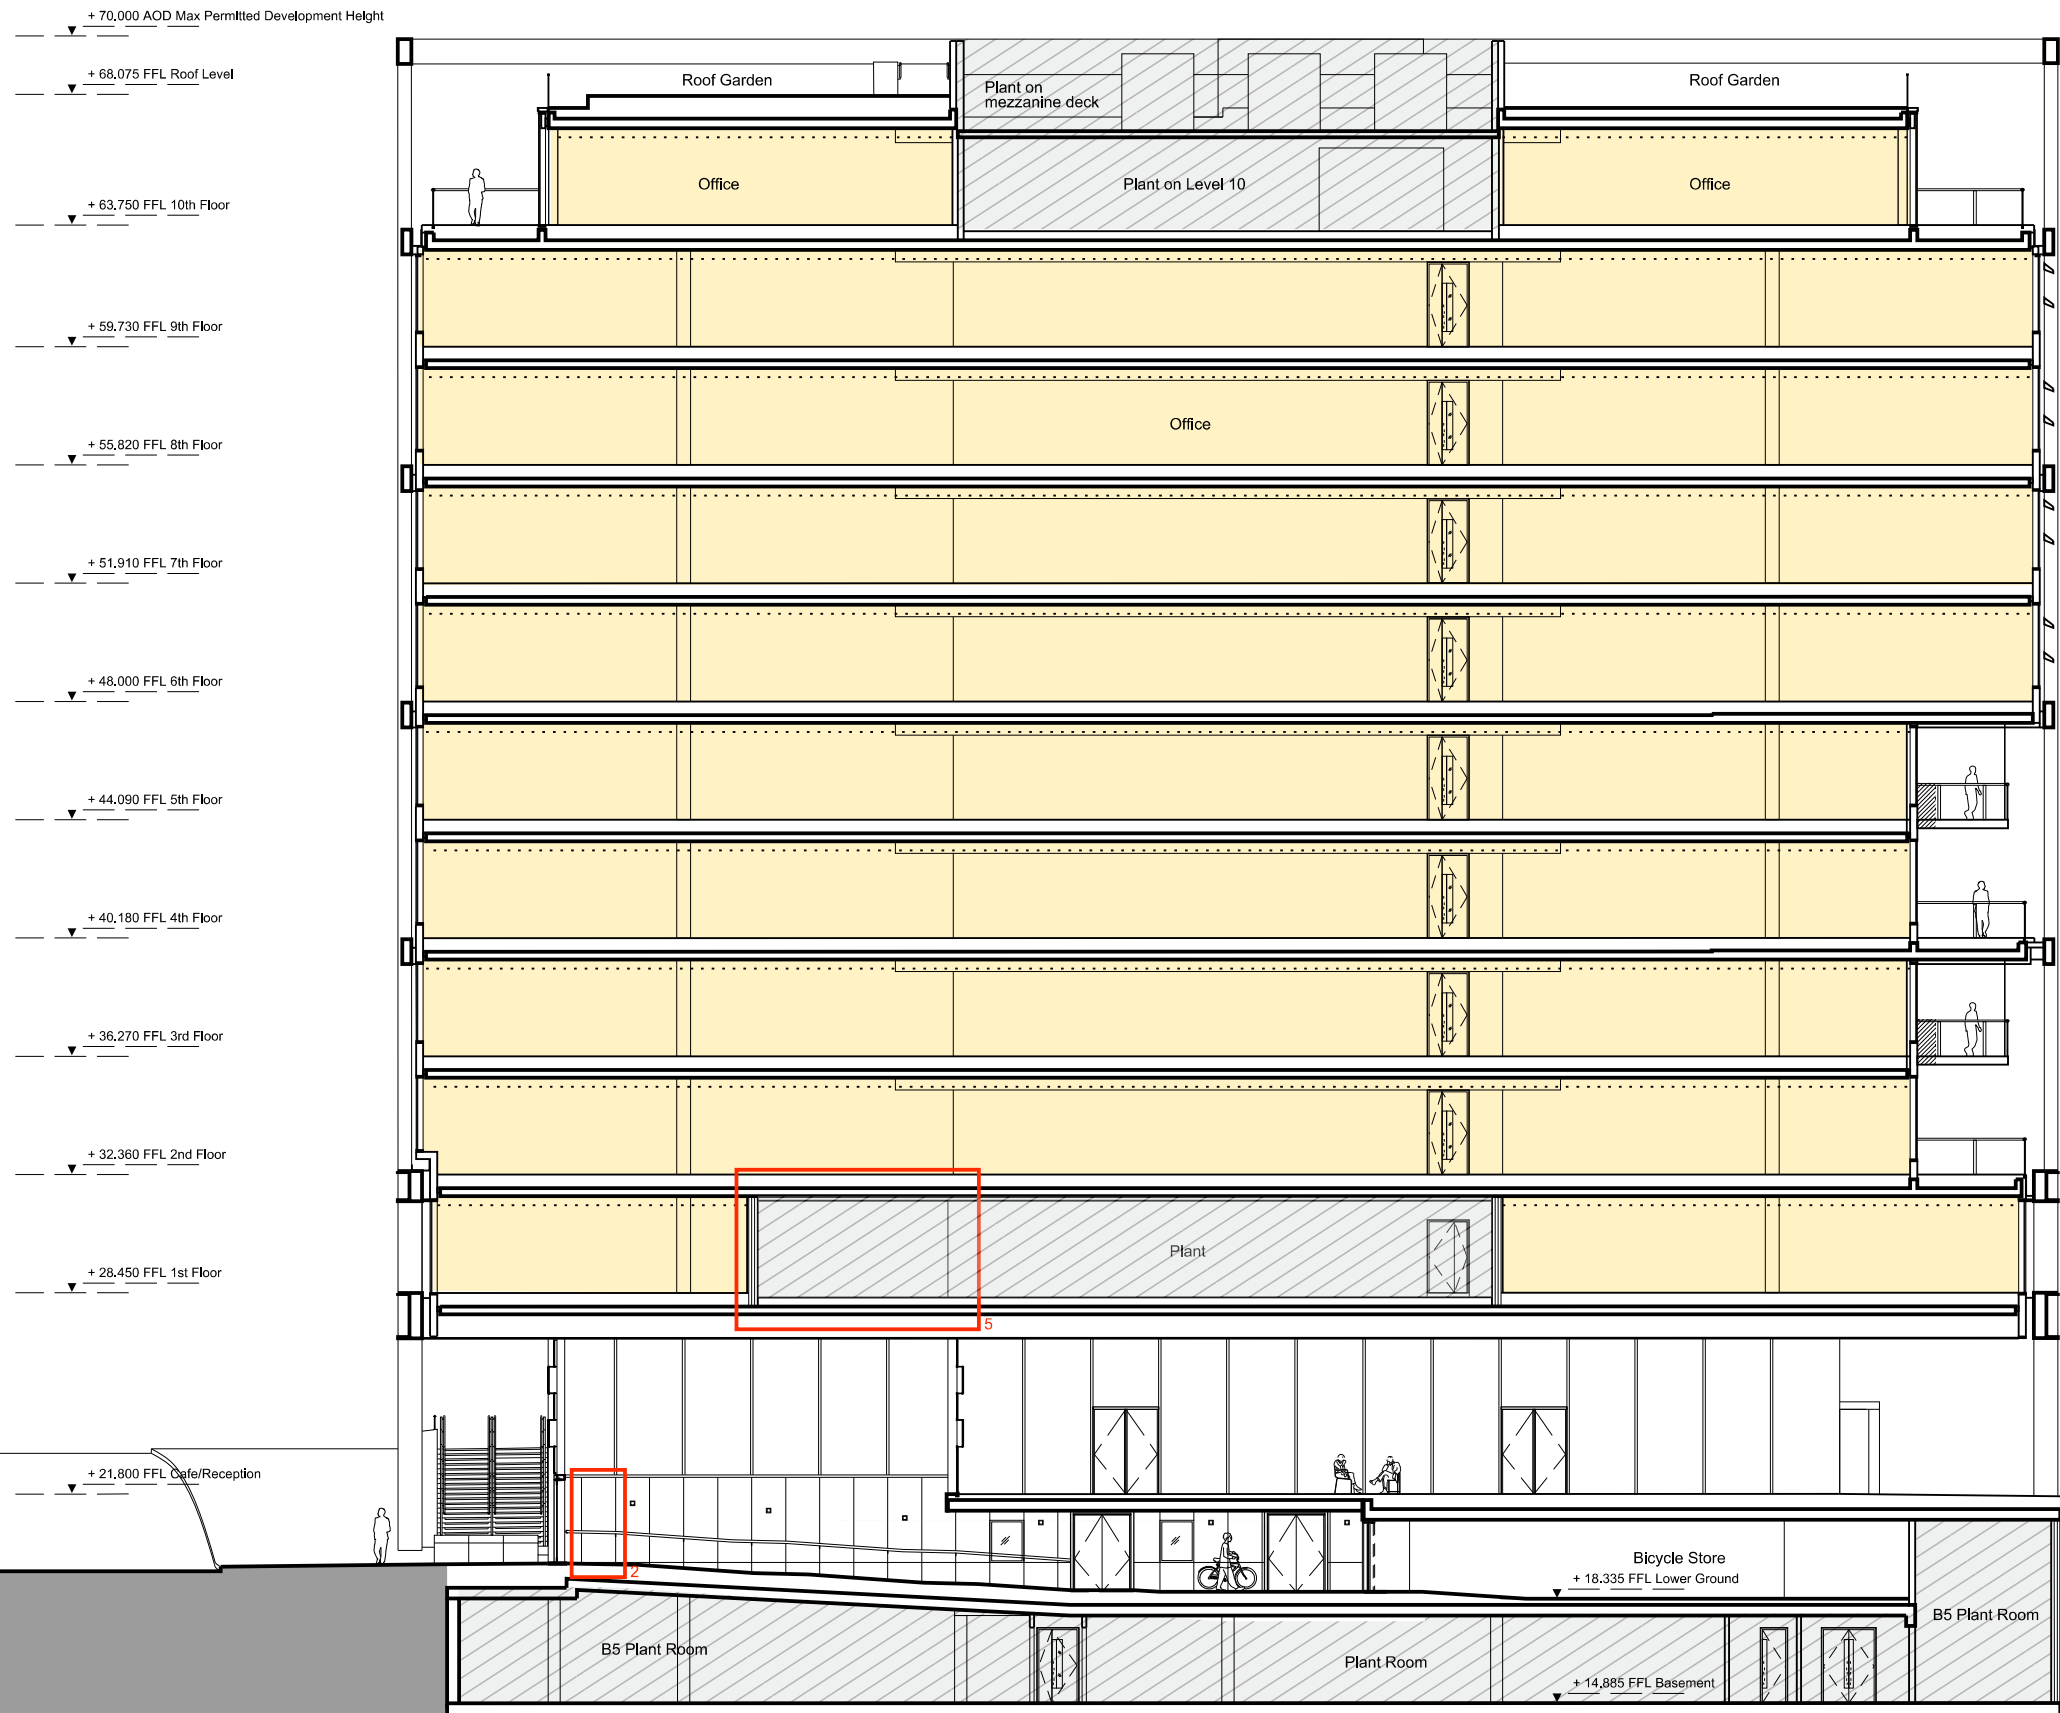 + 70.000 AOD Max Permitted Development Height
+ 68.075 FFL Roof Level
Roof Garden
Plant on
mezzanine deck
Roof Garden
Office
Plant on Level 10
Office
+ 63.750 FFL 10th Floor
+ 59.730 FFL 9th Floor
Office
+ 55.820 FFL 8th Floor
+ 51.910 FFL 7th Floor
+ 48.000 FFL 6th Floor
+ 44.090 FFL 5th Floor
+ 40.180 FFL 4th Floor
+ 36.270 FFL 3rd Floor
+ 32.360 FFL 2nd Floor
Plant
+ 28.450 FFL 1st Floor
5
+ 21.800 FFL Cafe/Reception
2
Bicycle Store
+ 18.335 FFL Lower Ground
B5 Plant Room
B5 Plant Room
Plant Room
+ 14.885 FFL Basement